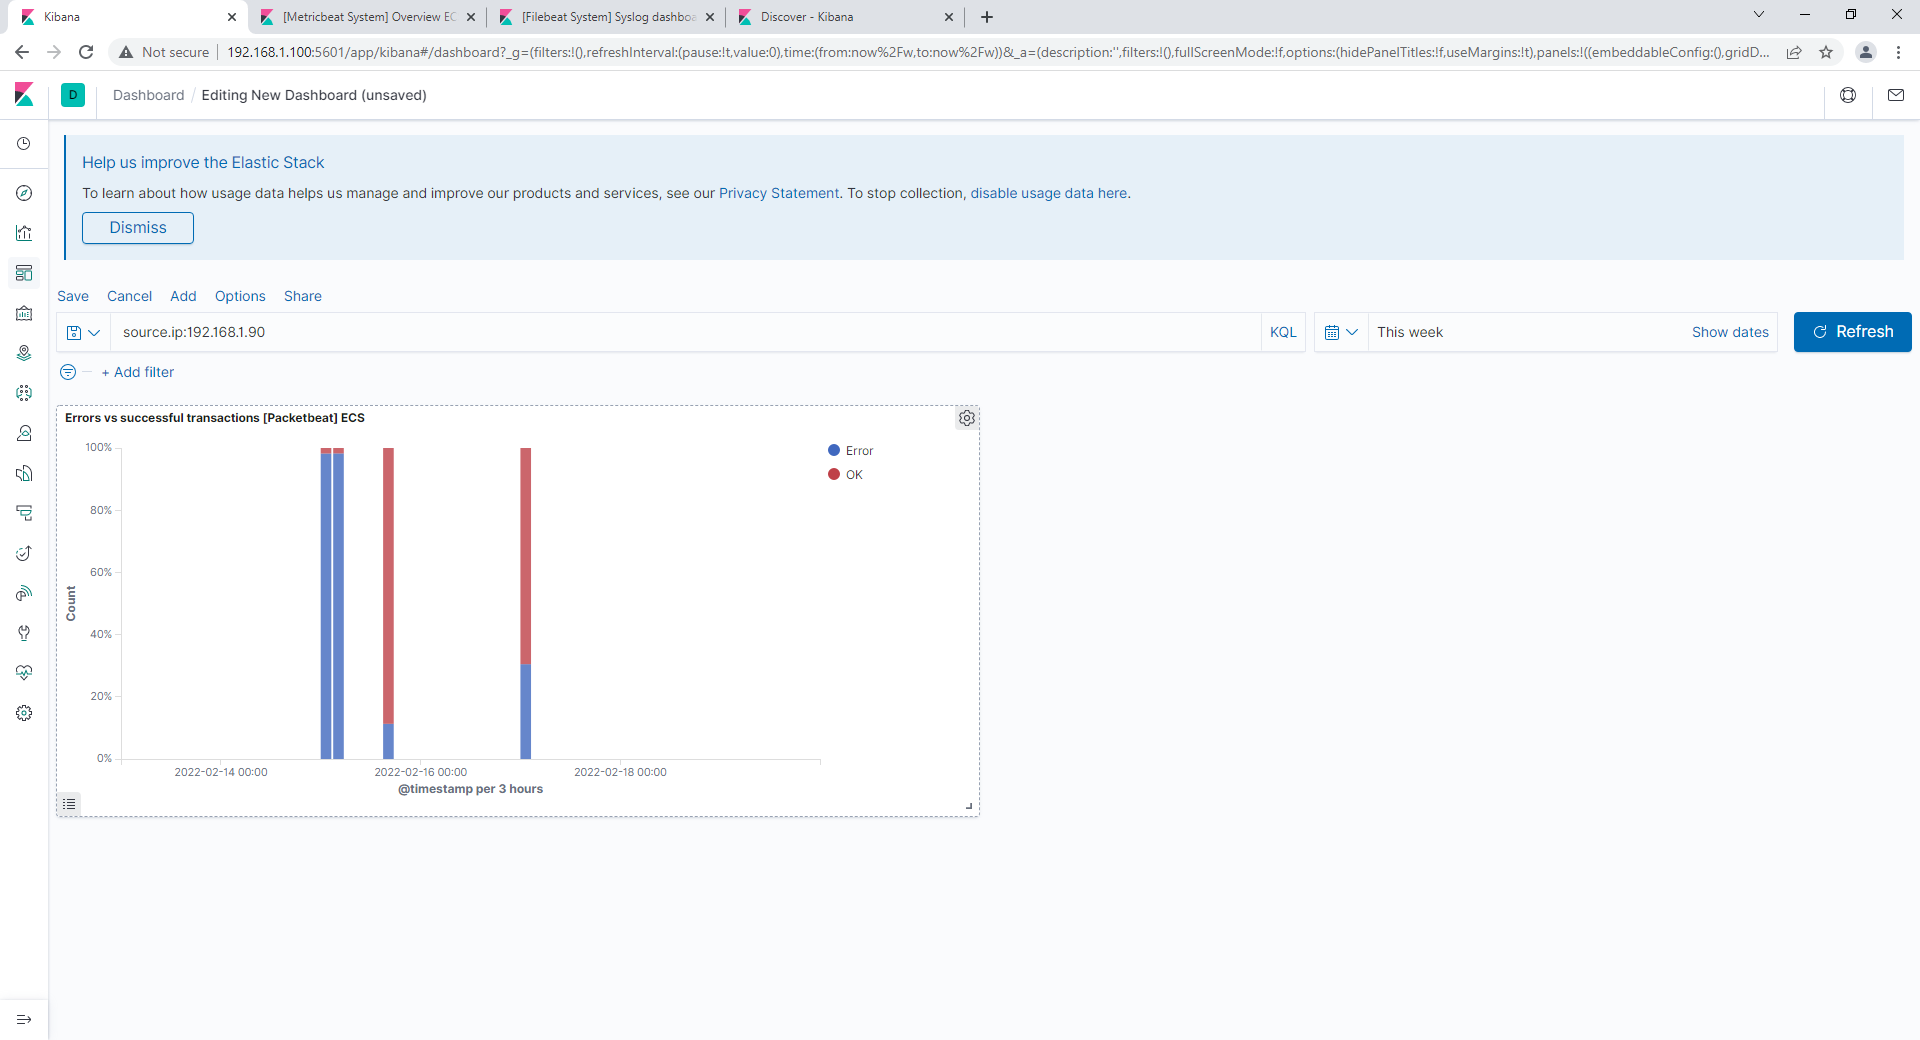 Kibana
[Metricbeat System] Overview EC
[Filebeat System] Syslog dashboa
Discover - Kibana
Not secure
192.168.1.100:5601/app/kibana#/dashboard?_g=(filters:!(),refreshInterval:(pause:!t,value:0),time:(from:now%2Fw,to:now%2Fw))&_a=(description:'',filters:!(),fullScreenMode:!f,options:(hidePanelTitles:!f,useMargins:!t),panels:!((embeddableConfig:(),gridD...
D
Dashboard / Editing New Dashboard (unsaved)
Help us improve the Elastic Stack
To learn about how usage data helps us manage and improve our products and services, see our Privacy Statement. To stop collection, disable usage data here.
Dismiss
Save Cancel Add Options Share
source.ip:192.168.1.90
KQL
This week
Show dates
Refresh
+ Add filter
Errors vs successful transactions [Packetbeat] ECS
100%
80%
60%
40%
20%
0%
Count
Error
OK
2022-02-14 00:00
2022-02-16 00:00
2022-02-18 00:00
@timestamp per 3 hours